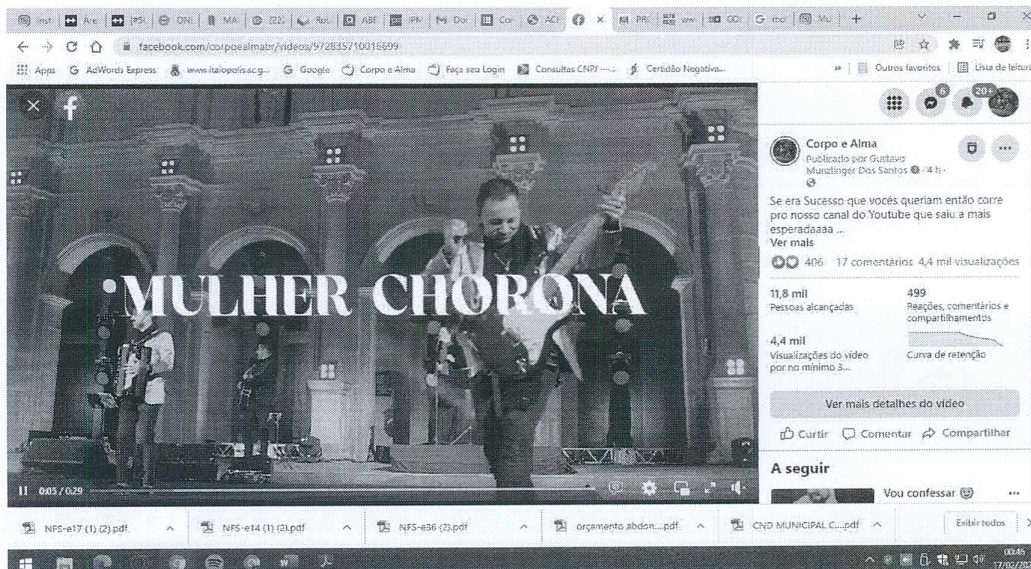 facebook.com/corpoealmabr/videos/972835710016699
Apps
AdWords Express
www.itaiopolis.sc.g...
Google
Corpo e Alma
Faça seu Login
Consultas CNPJ
Certidão Negativa...
»
Outros favoritos
Lista de leitura
6
20+
MULHER CHORONA
0:05 / 0:29
Corpo e Alma
Publicado por Gustavo
Munzlinger Dos Santos · 4 h ·
Se era Sucesso que vocês queriam então corre
pro nosso canal do Youtube que saiu a mais
esperadaaaa ...
Ver mais
406 17 comentários 4,4 mil visualizações
11,8 mil
Pessoas alcançadas
499
Reações, comentários e
compartilhamentos
4,4 mil
Visualizações do vídeo
por no mínimo 3...
Curva de retenção
Ver mais detalhes do vídeo
Curtir Comentar Compartilhar
A seguir
Vou confessar
NFS-e17 (1) (2).pdf
NFS-e14 (1) (2).pdf
NFS-e36 (2).pdf
orçamento abdon....pdf
CND MUNICIPAL C....pdf
Exibir todos
00:46